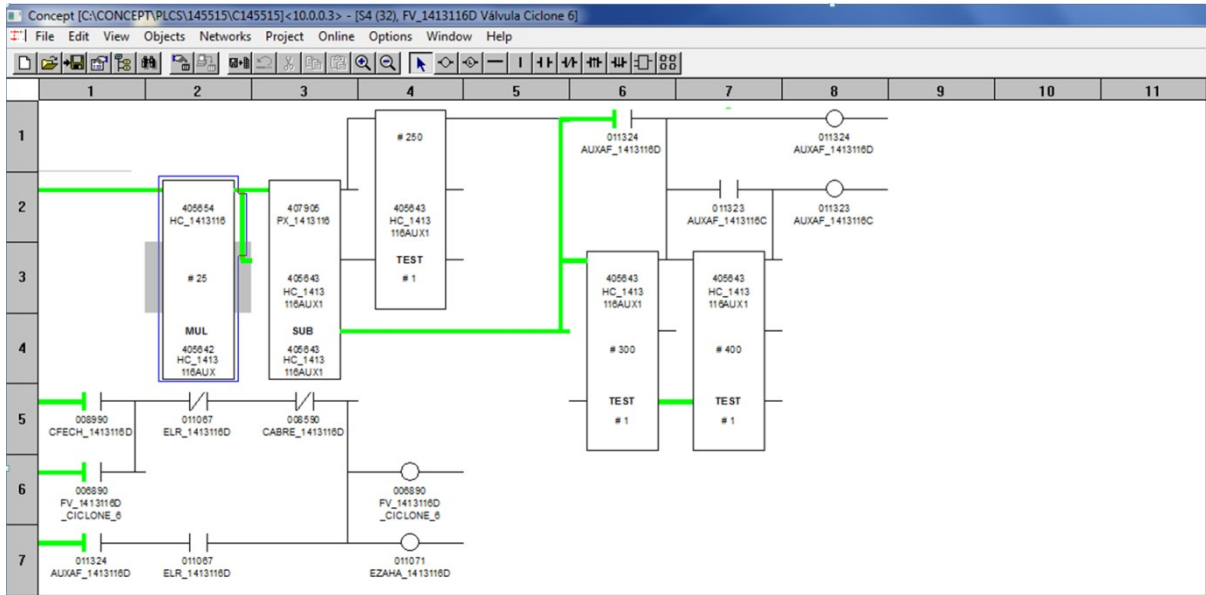 Concept [C:\CONCEPT\PLCS\145515\C145515]<10.0.0.3> - [S4 (32), FV_1413116D Válvula Ciclone 6]
File Edit View Objects Networks Project Online Options Window Help
1 2 3 4 5 6 7 8 9 10 11
1
# 250
011324
AUXAF_1413116D
011324
AUXAF_1413116D
2
405654
HC_1413116
407905
PX_1413116
405643
HC_1413
116AUX1
011323
AUXAF_1413116C
011323
AUXAF_1413116C
TEST
# 1
3
# 25
405643
HC_1413
116AUX1
405643
HC_1413
116AUX1
405643
HC_1413
116AUX1
4
MUL
405642
HC_1413
116AUX
SUB
405643
HC_1413
116AUX1
# 300
# 400
5
008990
CFECH_1413116D
011067
ELR_1413116D
008590
CABRE_1413116D
TEST
# 1
TEST
# 1
6
006890
FV_1413116D
_CICLONE_6
006890
FV_1413116D
_CICLONE_6
7
011324
AUXAF_1413116D
011067
ELR_1413116D
011071
EZAHA_1413116D